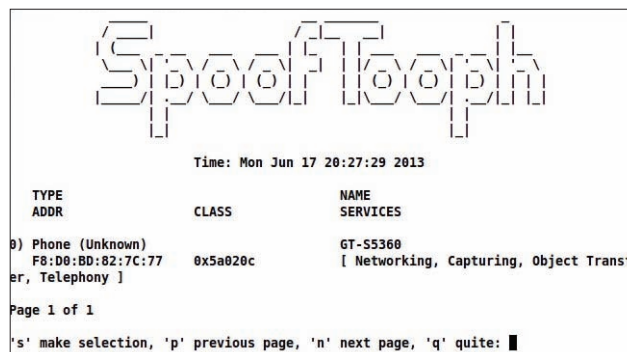 SpoofTooph
Time: Mon Jun 17 20:27:29 2013
TYPE NAME
ADDR CLASS SERVICES
0) Phone (Unknown) GT-S5360
F8:D0:BD:82:7C:77 0x5a020c [ Networking, Capturing, Object Transf
er, Telephony ]
Page 1 of 1
's' make selection, 'p' previous page, 'n' next page, 'q' quite: